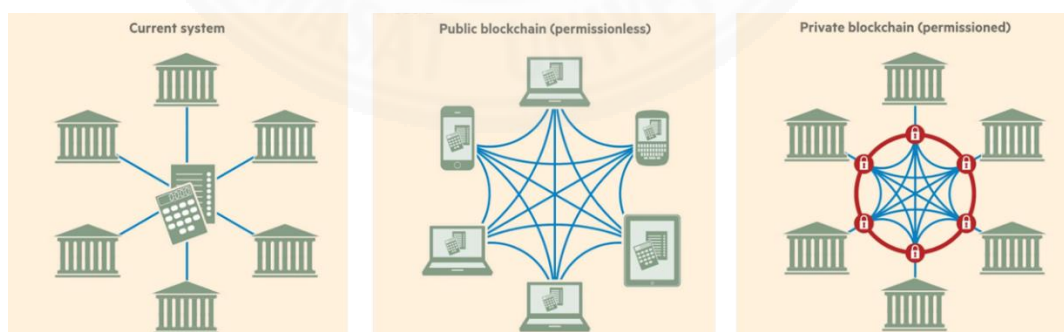 Current system
Public blockchain (permissionless)
Private blockchain (permissioned)